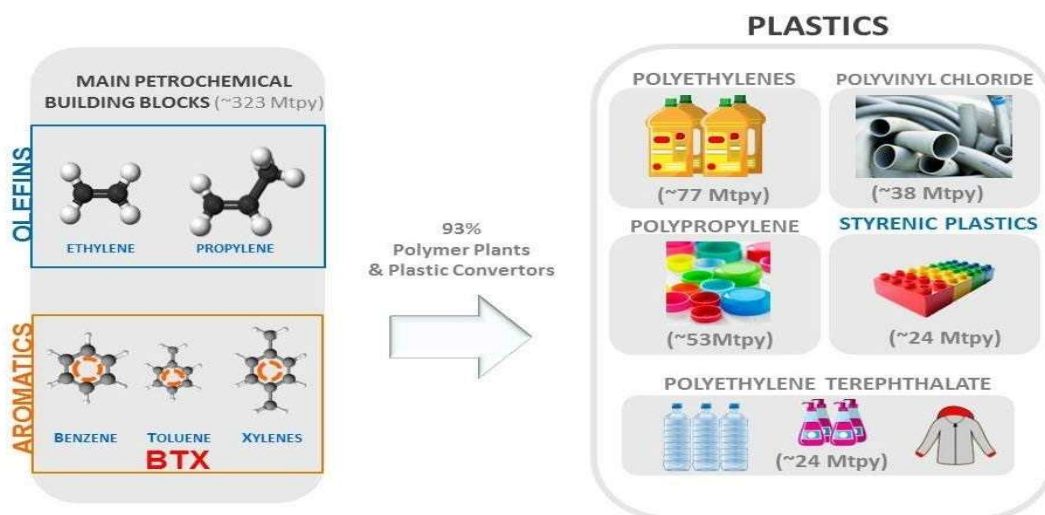 PLASTICS
MAIN PETROCHEMICAL
BUILDING BLOCKS (~323 Mtpy)
OLEFINS
ETHYLENE
PROPYLENE
AROMATICS
BENZENE
TOLUENE
XYLENES
BTX
93%
Polymer Plants
& Plastic Convertors
POLYETHYLENES
(~77 Mtpy)
POLYVINYL CHLORIDE
(~38 Mtpy)
POLYPROPYLENE
(~53Mtpy)
STYRENIC PLASTICS
(~24 Mtpy)
POLYETHYLENE TEREPHTHALATE
(~24 Mtpy)